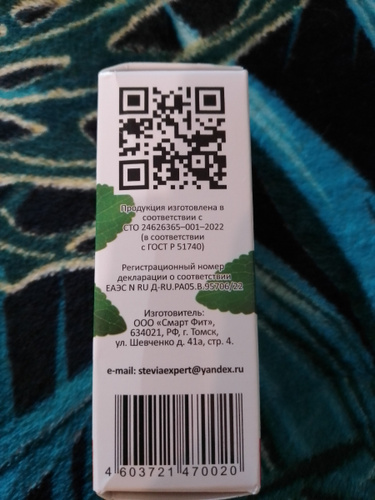 Продукция изготовлена в
соответствии с
СТО 24626365–001–2022
(в соответствии
с ГОСТ Р 51740)
Регистрационный номер
декларации о соответствии
ЕАЭС N RU Д-RU.РА05.В.95706/22
Изготовитель:
ООО «Смарт Фит»,
634021, РФ, г. Томск,
ул. Шевченко д. 41а, стр. 4.
e-mail: steviaexpert@yandex.ru
4 603721 470020